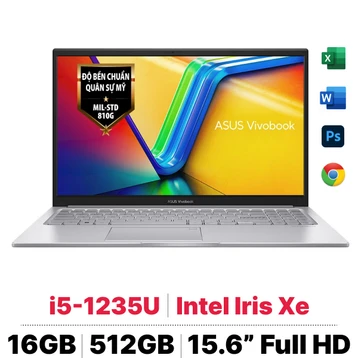 ĐỘ BỀN CHUẨN
QUÂN SỰ MỸ
MIL-STD
810G
ASUS Vivobook
Ps
i5-1235U | Intel Iris Xe
16GB | 512GB | 15.6” Full HD